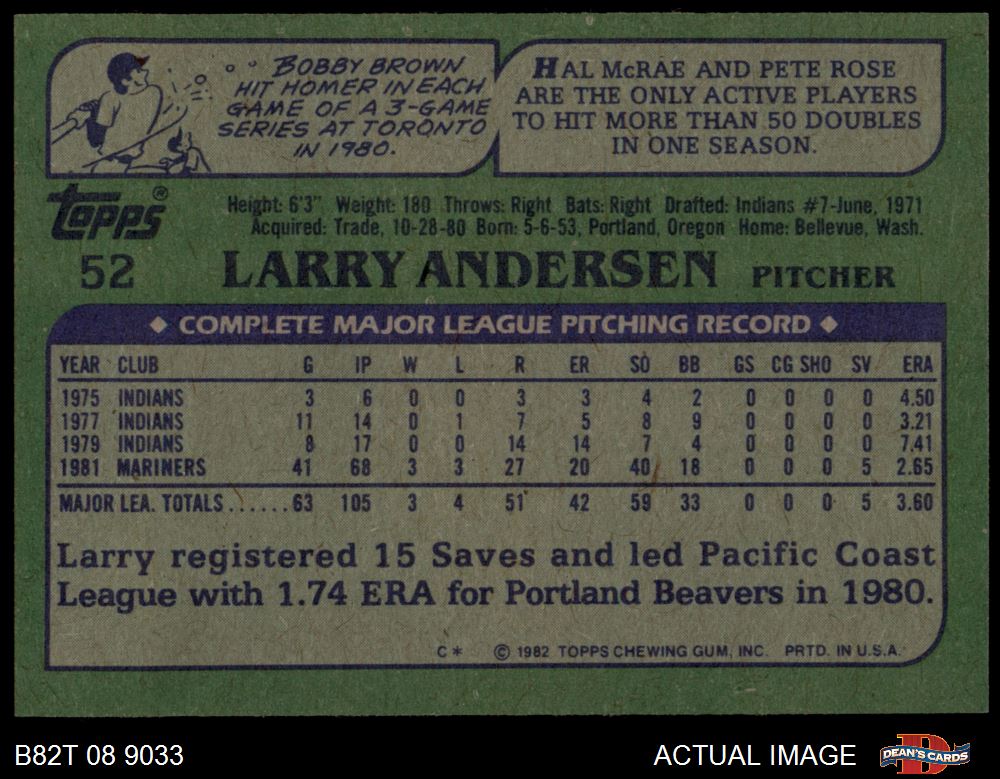 BOBBY BROWN
HIT HOMER IN EACH
GAME OF A 3-GAME
SERIES AT TORONTO
IN 1980.
HAL McRAE AND PETE ROSE
ARE THE ONLY ACTIVE PLAYERS
TO HIT MORE THAN 50 DOUBLES
IN ONE SEASON.
topps®
Height: 6'3" Weight: 180 Throws: Right Bats: Right Drafted: Indians #7-June, 1971
Acquired: Trade, 10-28-80 Born: 5-6-53, Portland, Oregon Home: Bellevue, Wash.
52 LARRY ANDERSEN PITCHER
◆ COMPLETE MAJOR LEAGUE PITCHING RECORD ◆
YEAR CLUB G IP W L R ER SO BB GS CG SHO SV ERA
1975 INDIANS 3 6 0 0 3 3 4 2 0 0 0 0 4.50
1977 INDIANS 11 14 0 1 7 5 8 9 0 0 0 0 3.21
1979 INDIANS 8 17 0 0 14 14 7 4 0 0 0 0 7.41
1981 MARINERS 41 68 3 3 27 20 40 18 0 0 0 5 2.65
MAJOR LEA. TOTALS......63 105 3 4 51 42 59 33 0 0 0 5 3.60
Larry registered 15 Saves and led Pacific Coast
League with 1.74 ERA for Portland Beavers in 1980.
C* © 1982 TOPPS CHEWING GUM, INC. PRTD. IN U.S.A.
B82T 08 9033
ACTUAL IMAGE
DEAN'S CARDS